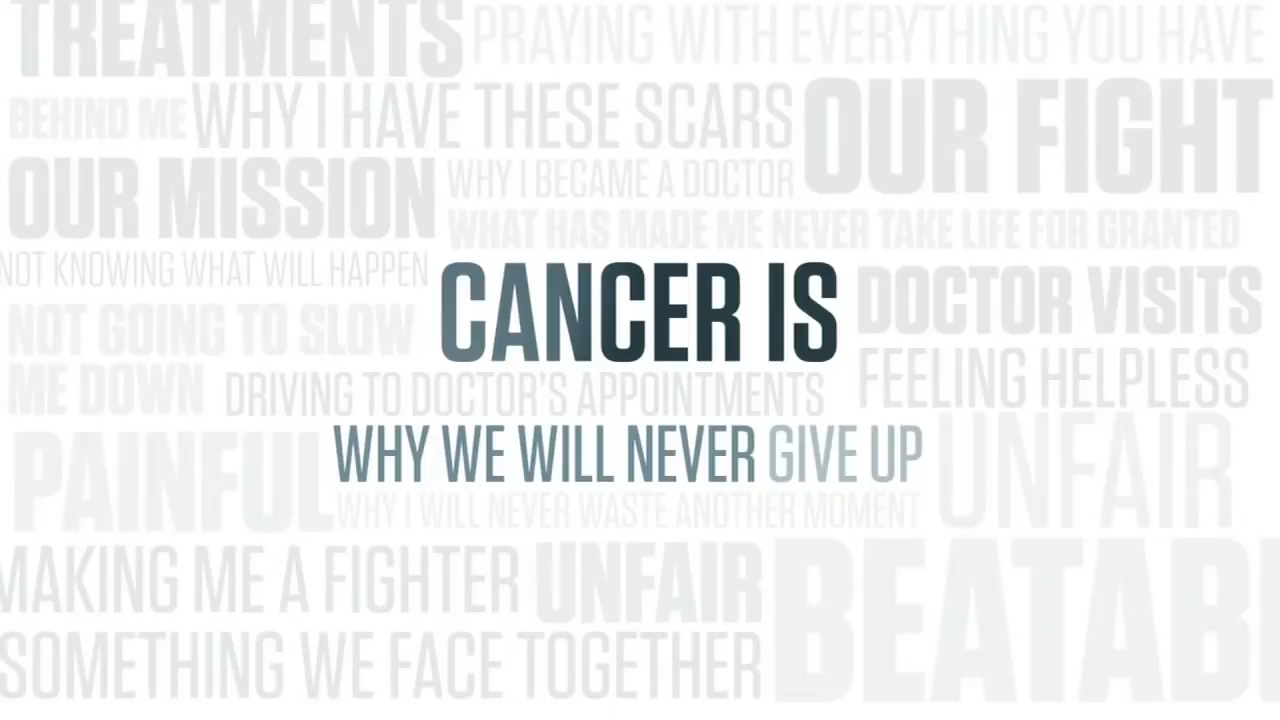 TREATMENTS PRAYING WITH EVERYTHING YOU HAVE
BEHIND ME WHY I HAVE THESE SCARS OUR FIGHT
OUR MISSION WHY I BECAME A DOCTOR
WHAT HAS MADE ME NEVER TAKE LIFE FOR GRANTED
NOT KNOWING WHAT WILL HAPPEN
CANCER IS
DOCTOR VISITS
NOT GOING TO SLOW
ME DOWN DRIVING TO DOCTOR'S APPOINTMENTS FEELING HELPLESS
PAINFUL WHY WE WILL NEVER GIVE UP UNFAIR
WHY I WILL NEVER WASTE ANOTHER MOMENT
MAKING ME A FIGHTER UNFAIR BEATABL
SOMETHING WE FACE TOGETHER